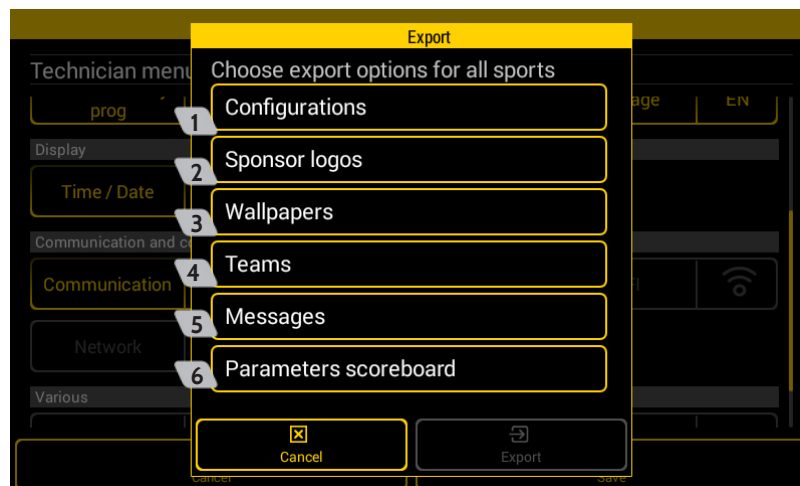 Export
Technician menu
Choose export options for all sports
prog
1
Configurations
age
EN
Display
2
Sponsor logos
Time / Date
3
Wallpapers
Communication and co
4
Teams
Communication
5
Messages
Network
6
Parameters scoreboard
Various
Cancel
Export
Cancel
Save